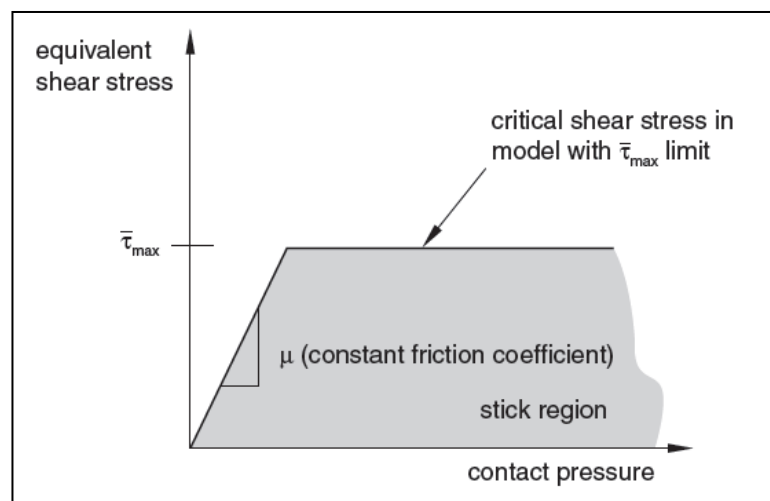 equivalent
shear stress
critical shear stress in
model with τ̄max limit
τ̄max
μ (constant friction coefficient)
stick region
contact pressure